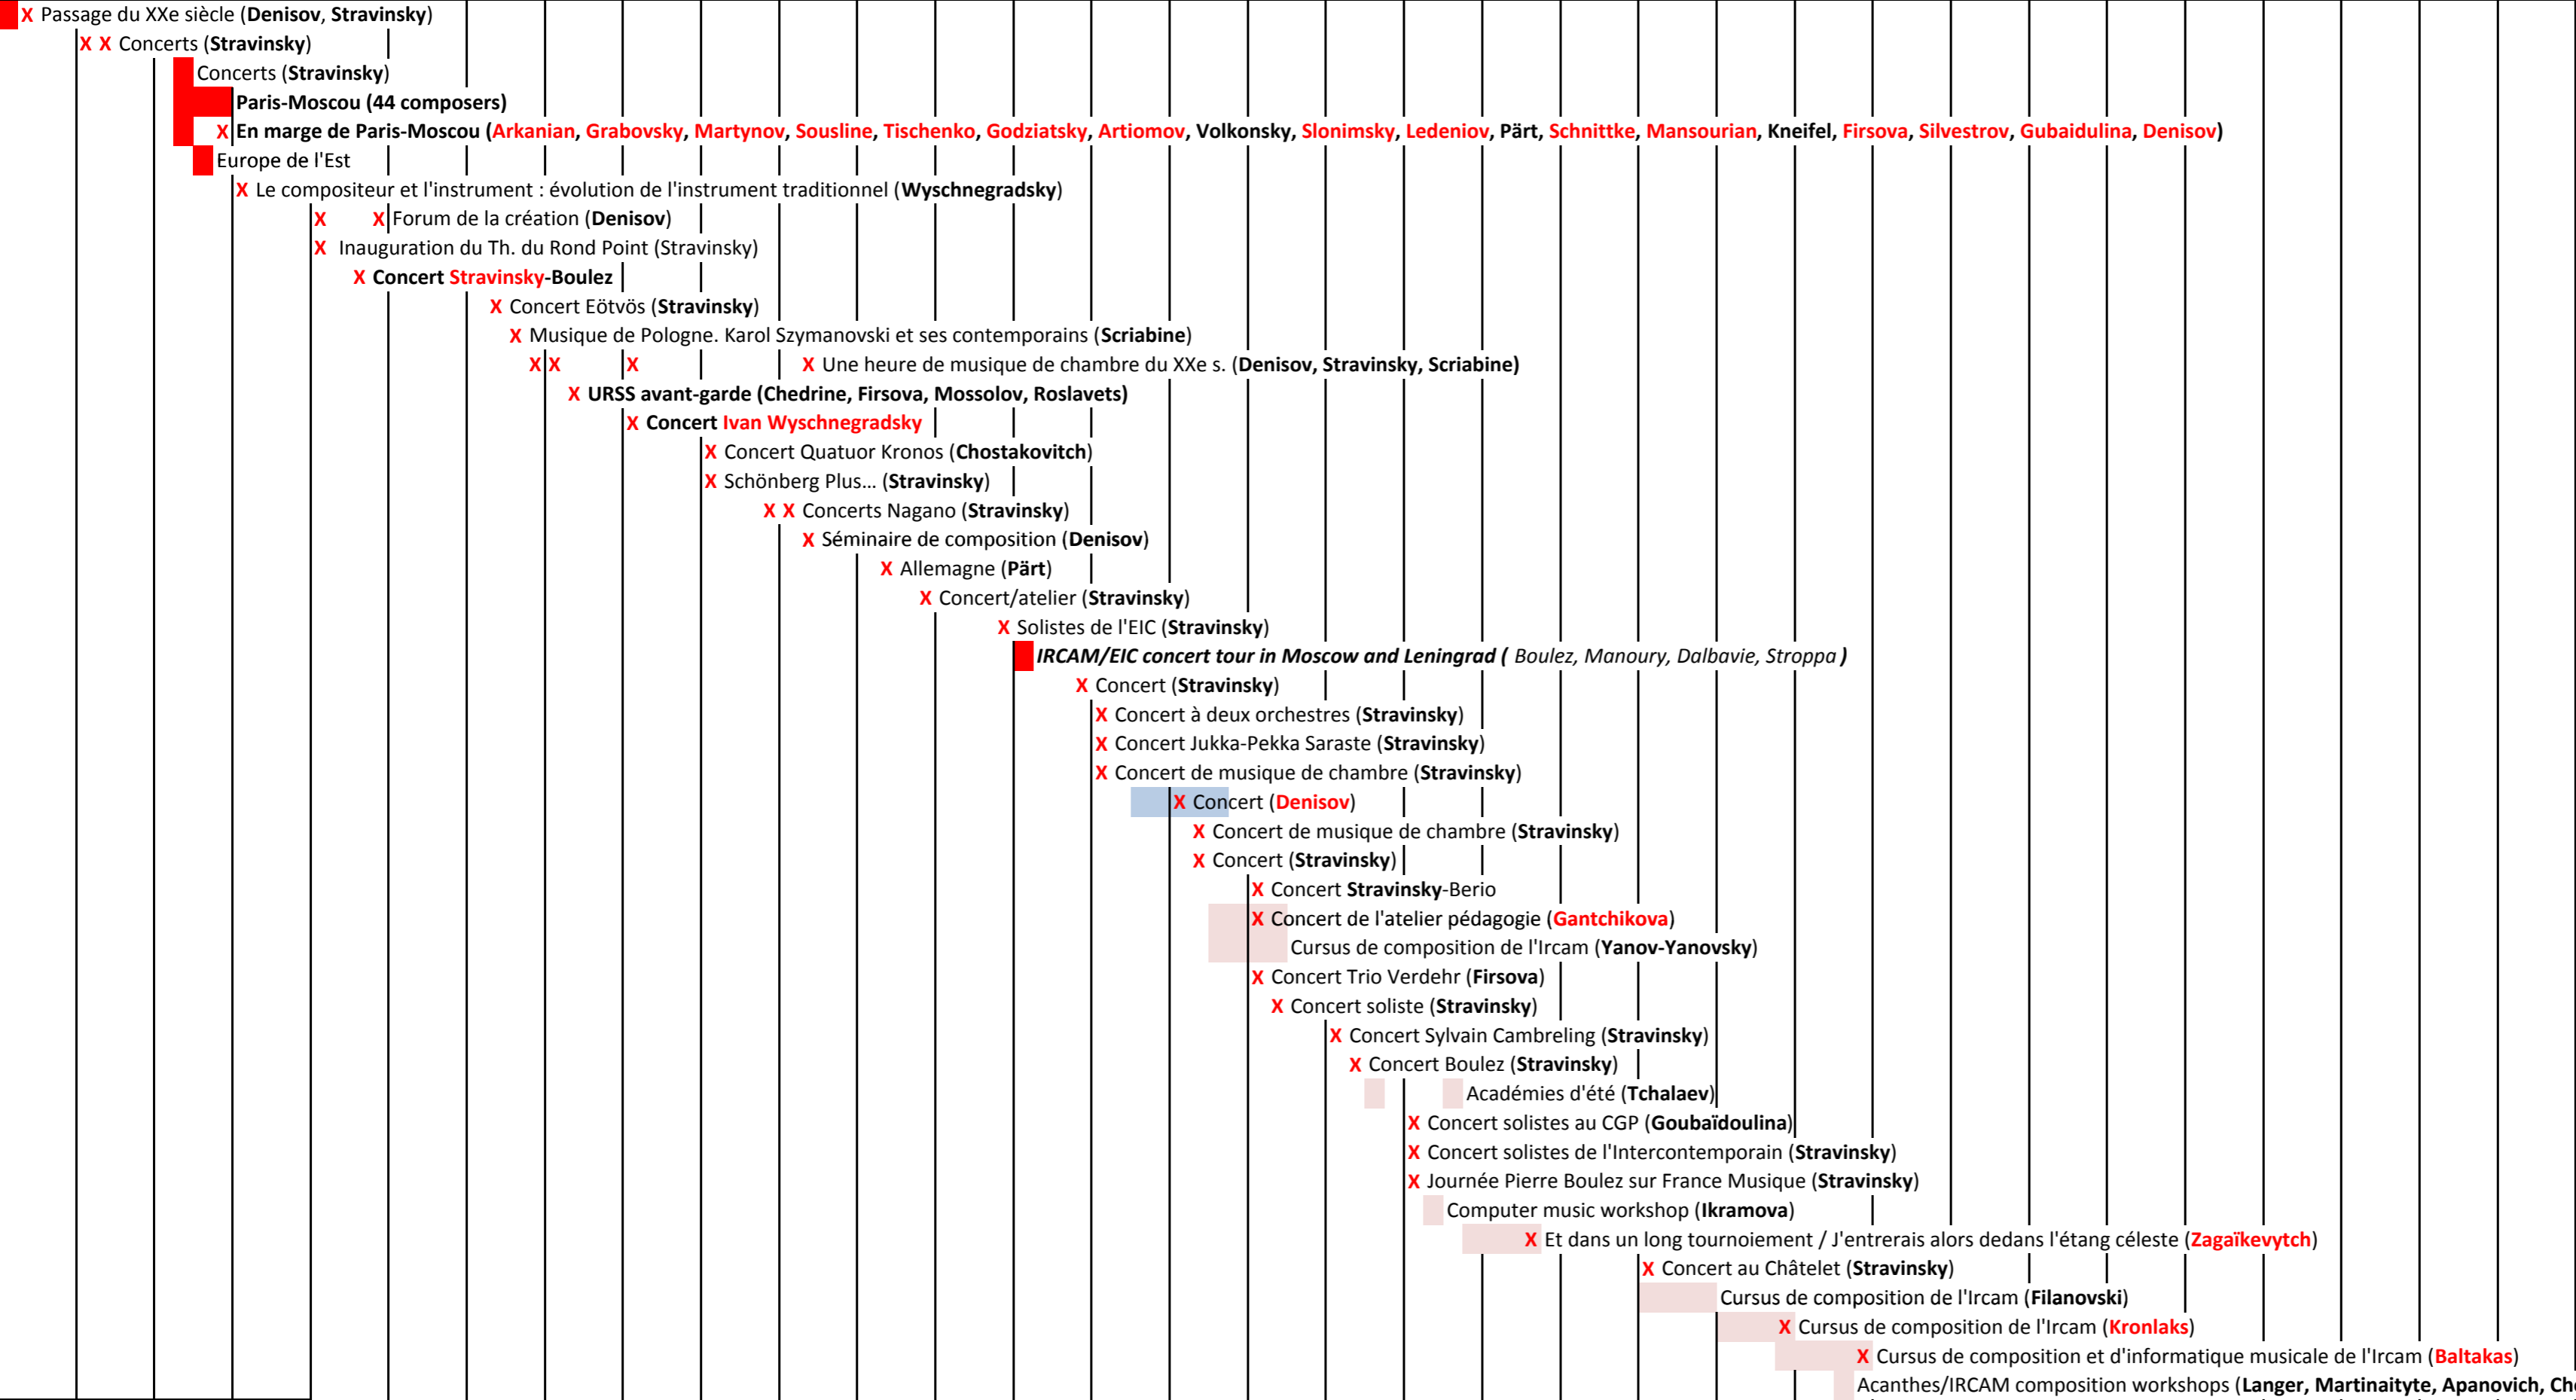 X Passage du XXe siècle (Denisov, Stravinsky)
X X Concerts (Stravinsky)
Concerts (Stravinsky)
Paris-Moscou (44 composers)
X En marge de Paris-Moscou (Arkanian, Grabovsky, Martynov, Sousline, Tischenko, Godziatsky, Artiomov, Volkonsky, Slonimsky, Ledeniov, Pärt, Schnittke, Mansourian, Kneifel, Firsova, Silvestrov, Gubaidulina, Denisov)
Europe de l'Est
X Le compositeur et l'instrument : évolution de l'instrument traditionnel (Wyschnegradsky)
X X Forum de la création (Denisov)
X Inauguration du Th. du Rond Point (Stravinsky)
X Concert Stravinsky-Boulez
X Concert Eötvös (Stravinsky)
X Musique de Pologne. Karol Szymanovski et ses contemporains (Scriabine)
X X X X Une heure de musique de chambre du XXe s. (Denisov, Stravinsky, Scriabine)
X URSS avant-garde (Chedrine, Firsova, Mossolov, Roslavets)
X Concert Ivan Wyschnegradsky
X Concert Quatuor Kronos (Chostakovitch)
X Schönberg Plus... (Stravinsky)
X X Concerts Nagano (Stravinsky)
X Séminaire de composition (Denisov)
X Allemagne (Pärt)
X Concert/atelier (Stravinsky)
X Solistes de l'EIC (Stravinsky)
IRCAM/EIC concert tour in Moscow and Leningrad ( Boulez, Manoury, Dalbavie, Stroppa )
X Concert (Stravinsky)
X Concert à deux orchestres (Stravinsky)
X Concert Jukka-Pekka Saraste (Stravinsky)
X Concert de musique de chambre (Stravinsky)
X Concert (Denisov)
X Concert de musique de chambre (Stravinsky)
X Concert (Stravinsky)
X Concert Stravinsky-Berio
X Concert de l'atelier pédagogie (Gantchikova)
Cursus de composition de l'Ircam (Yanov-Yanovsky)
X Concert Trio Verdehr (Firsova)
X Concert soliste (Stravinsky)
X Concert Sylvain Cambreling (Stravinsky)
X Concert Boulez (Stravinsky)
Académies d'été (Tchalaev)
X Concert solistes au CGP (Goubaïdoulina)
X Concert solistes de l'Intercontemporain (Stravinsky)
X Journée Pierre Boulez sur France Musique (Stravinsky)
Computer music workshop (Ikramova)
X Et dans un long tournoiement / J'entrerais alors dedans l'étang céleste (Zagaïkevytch)
X Concert au Châtelet (Stravinsky)
Cursus de composition de l'Ircam (Filanovski)
X Cursus de composition de l'Ircam (Kronlaks)
X Cursus de composition et d'informatique musicale de l'Ircam (Baltakas)
Acanthes/IRCAM composition workshops (Langer, Martinaityte, Apanovich,